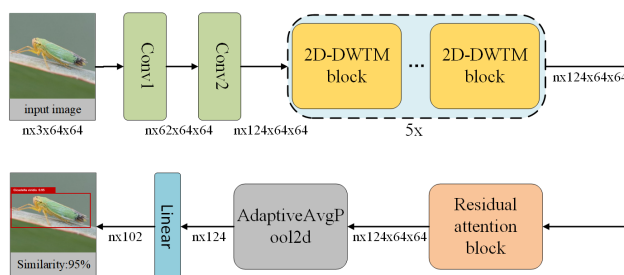 input image
nx3x64x64
Conv1
nx62x64x64
Conv2
nx124x64x64
2D-DWTM
block
...
2D-DWTM
block
5x
nx124x64x64
Residual
attention
block
nx124x64x64
AdaptiveAvgP
ool2d
nx124
Linear
nx102
Similarity:95%